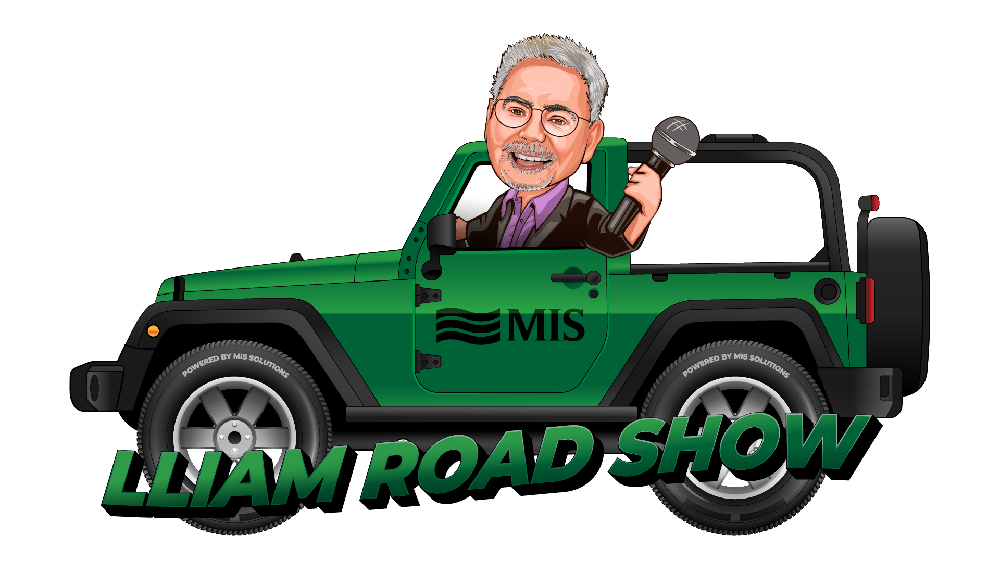 MIS
POWERED BY MIS SOLUTIONS
POWERED BY MIS SOLUTIONS
LLIAM ROAD SHOW